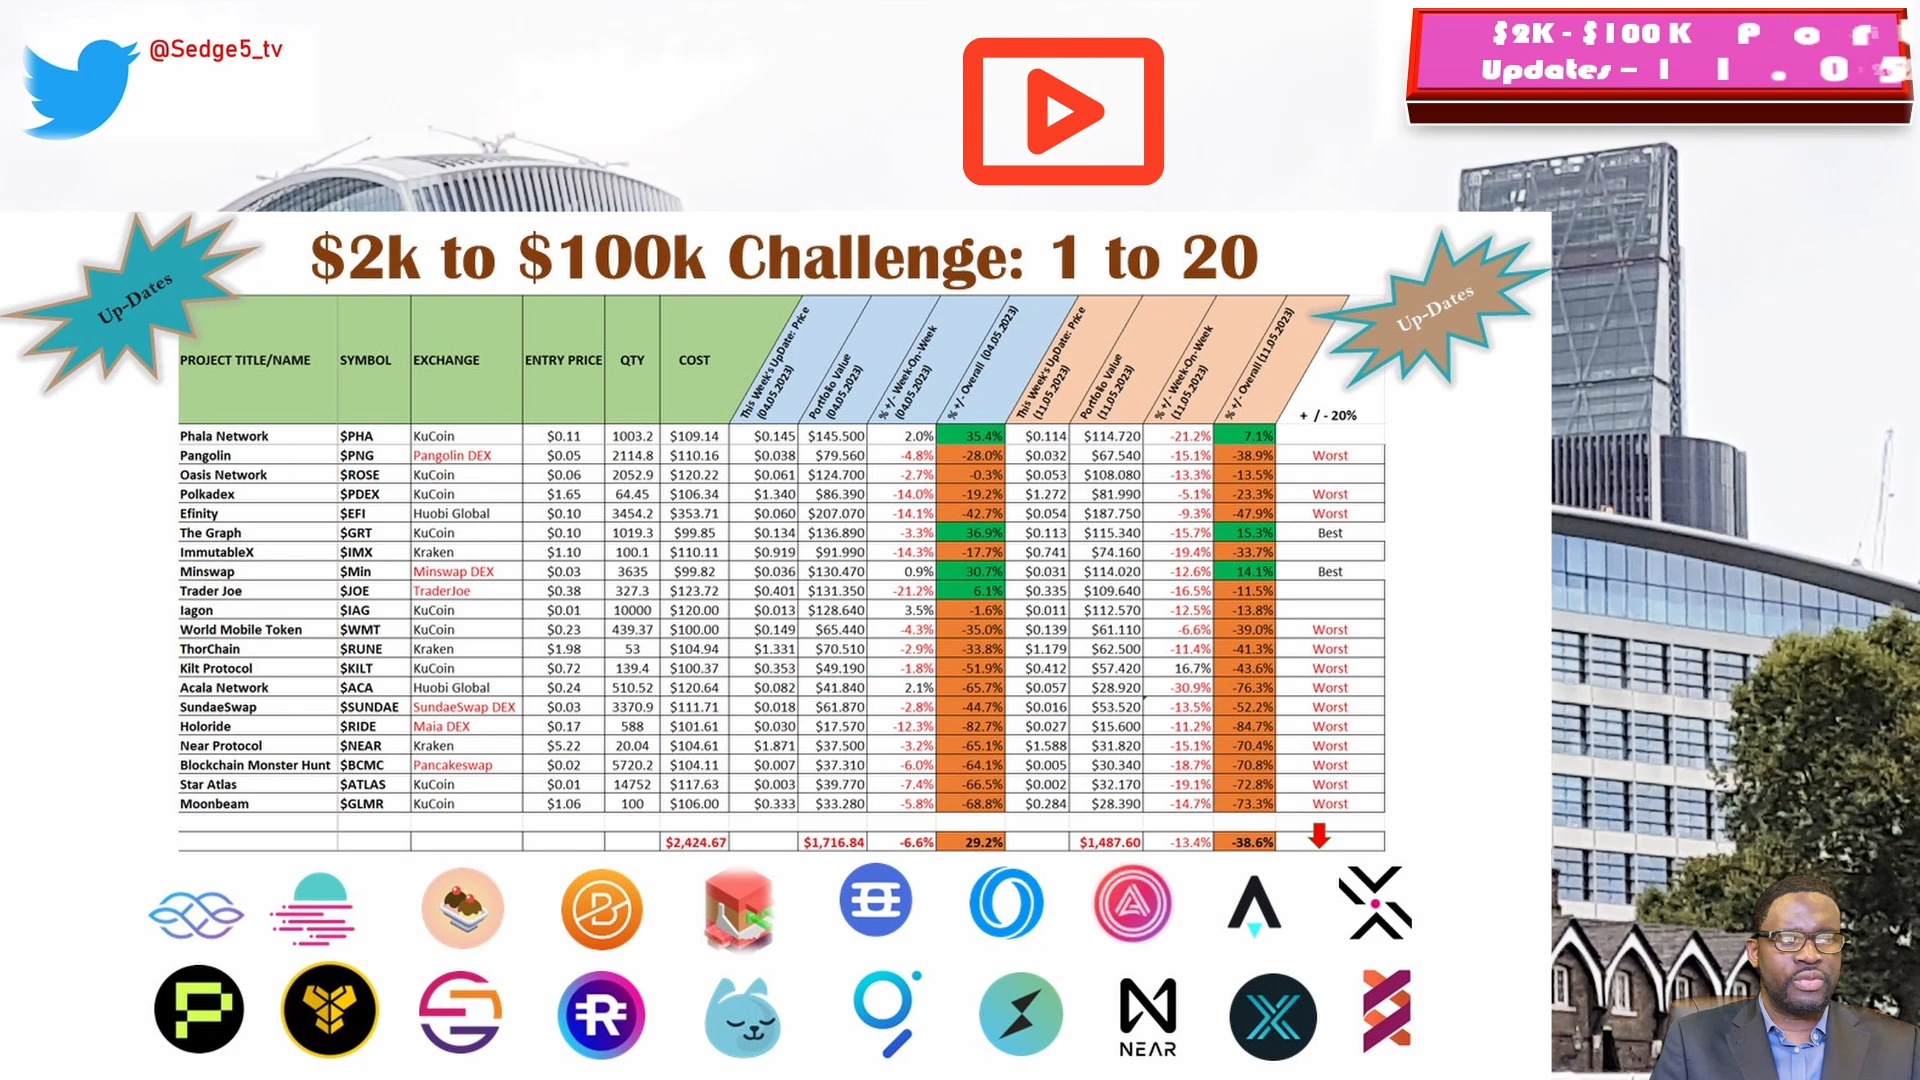 @Sedge5_tv
$2K - $100K Por
Updates – 11.05
$2k to $100k Challenge: 1 to 20
Up-Dates
Up-Dates
PROJECT TITLE/NAME SYMBOL EXCHANGE ENTRY PRICE QTY COST This Week's UpDate: Price (04.05.2023) Portfolio Value (04.05.2023) % +/- Week-On-Week (04.05.2023) % +/- Overall (04.05.2023) This Week's UpDate: Price (11.05.2023) Portfolio Value (11.05.2023) % +/- Week-On-Week (11.05.2023) % +/- Overall (11.05.2023) + / - 20%
Phala Network $PHA KuCoin $0.11 1003.2 $109.14 $0.145 $145.500 2.0% 35.4% $0.114 $114.720 -21.2% 7.1%
Pangolin $PNG Pangolin DEX $0.05 2114.8 $110.16 $0.038 $79.560 -4.8% -28.0% $0.032 $67.540 -15.1% -38.9% Worst
Oasis Network $ROSE KuCoin $0.06 2052.9 $120.22 $0.061 $124.700 -2.7% -0.3% $0.053 $108.080 -13.3% -13.5%
Polkadex $PDEX KuCoin $1.65 64.45 $106.34 $1.340 $86.390 -14.0% -19.2% $1.272 $81.990 -5.1% -23.3% Worst
Efinity $EFI Huobi Global $0.10 3454.2 $353.71 $0.060 $207.070 -14.1% -42.7% $0.054 $187.750 -9.3% -47.9% Worst
The Graph $GRT KuCoin $0.10 1019.3 $99.85 $0.134 $136.890 -3.3% 36.9% $0.113 $115.340 -15.7% 15.3% Best
ImmutableX $IMX Kraken $1.10 100.1 $110.11 $0.919 $91.990 -14.3% -17.7% $0.741 $74.160 -19.4% -33.7%
Minswap $Min Minswap DEX $0.03 3635 $99.82 $0.036 $130.470 0.9% 30.7% $0.031 $114.020 -12.6% 14.1% Best
Trader Joe $JOE TraderJoe $0.38 327.3 $123.72 $0.401 $131.350 -21.2% 6.1% $0.335 $109.640 -16.5% -11.5%
Iagon $IAG KuCoin $0.01 10000 $120.00 $0.013 $128.640 3.5% -1.6% $0.011 $112.570 -12.5% -13.8%
World Mobile Token $WMT KuCoin $0.23 439.37 $100.00 $0.149 $65.440 -4.3% -35.0% $0.139 $61.110 -6.6% -39.0% Worst
ThorChain $RUNE Kraken $1.98 53 $104.94 $1.331 $70.510 -2.9% -33.8% $1.179 $62.500 -11.4% -41.3% Worst
Kilt Protocol $KILT KuCoin $0.72 139.4 $100.37 $0.353 $49.190 -1.8% -51.9% $0.412 $57.420 16.7% -43.6% Worst
Acala Network $ACA Huobi Global $0.24 510.52 $120.64 $0.082 $41.840 2.1% -65.7% $0.057 $28.920 -30.9% -76.3% Worst
SundaeSwap $SUNDAE SundaeSwap DEX $0.03 3370.9 $111.71 $0.018 $61.870 -2.8% -44.7% $0.016 $53.520 -13.5% -52.2% Worst
Holoride $RIDE Maia DEX $0.17 588 $101.61 $0.030 $17.570 -12.3% -82.7% $0.027 $15.600 -11.2% -84.7% Worst
Near Protocol $NEAR Kraken $5.22 20.04 $104.61 $1.871 $37.500 -3.2% -65.1% $1.588 $31.820 -15.1% -70.4% Worst
Blockchain Monster Hunt $BCMC Pancakeswap $0.02 5720.2 $104.11 $0.007 $37.310 -6.0% -64.1% $0.005 $30.340 -18.7% -70.8% Worst
Star Atlas $ATLAS KuCoin $0.01 14752 $117.63 $0.003 $39.770 -7.4% -66.5% $0.002 $32.170 -19.1% -72.8% Worst
Moonbeam $GLMR KuCoin $1.06 100 $106.00 $0.333 $33.280 -5.8% -68.8% $0.284 $28.390 -14.7% -73.3% Worst
$2,424.67 $1,716.84 -6.6% 29.2% $1,487.60 -13.4% -38.6%
NEAR